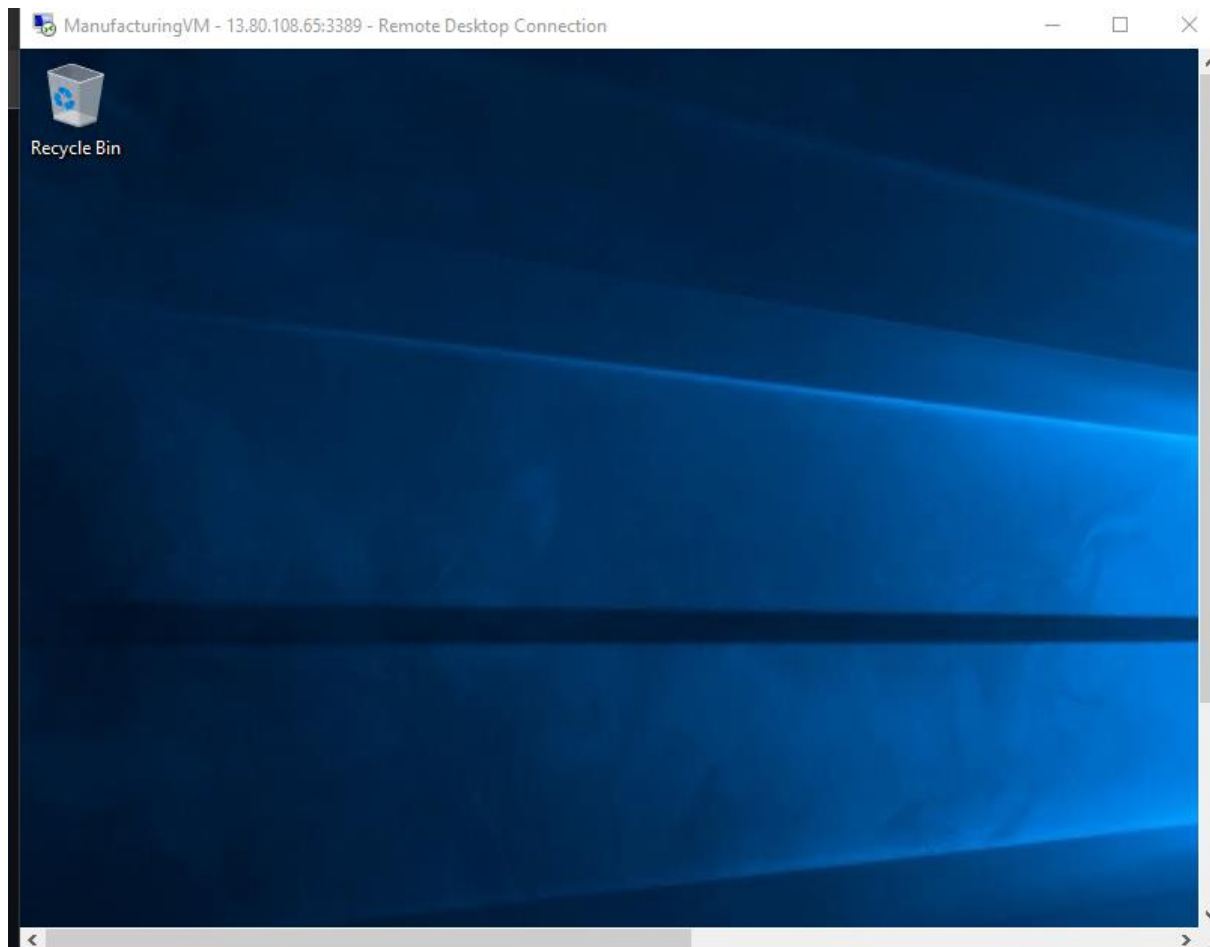 ManufacturingVM - 13.80.108.65:3389 - Remote Desktop Connection
Recycle Bin